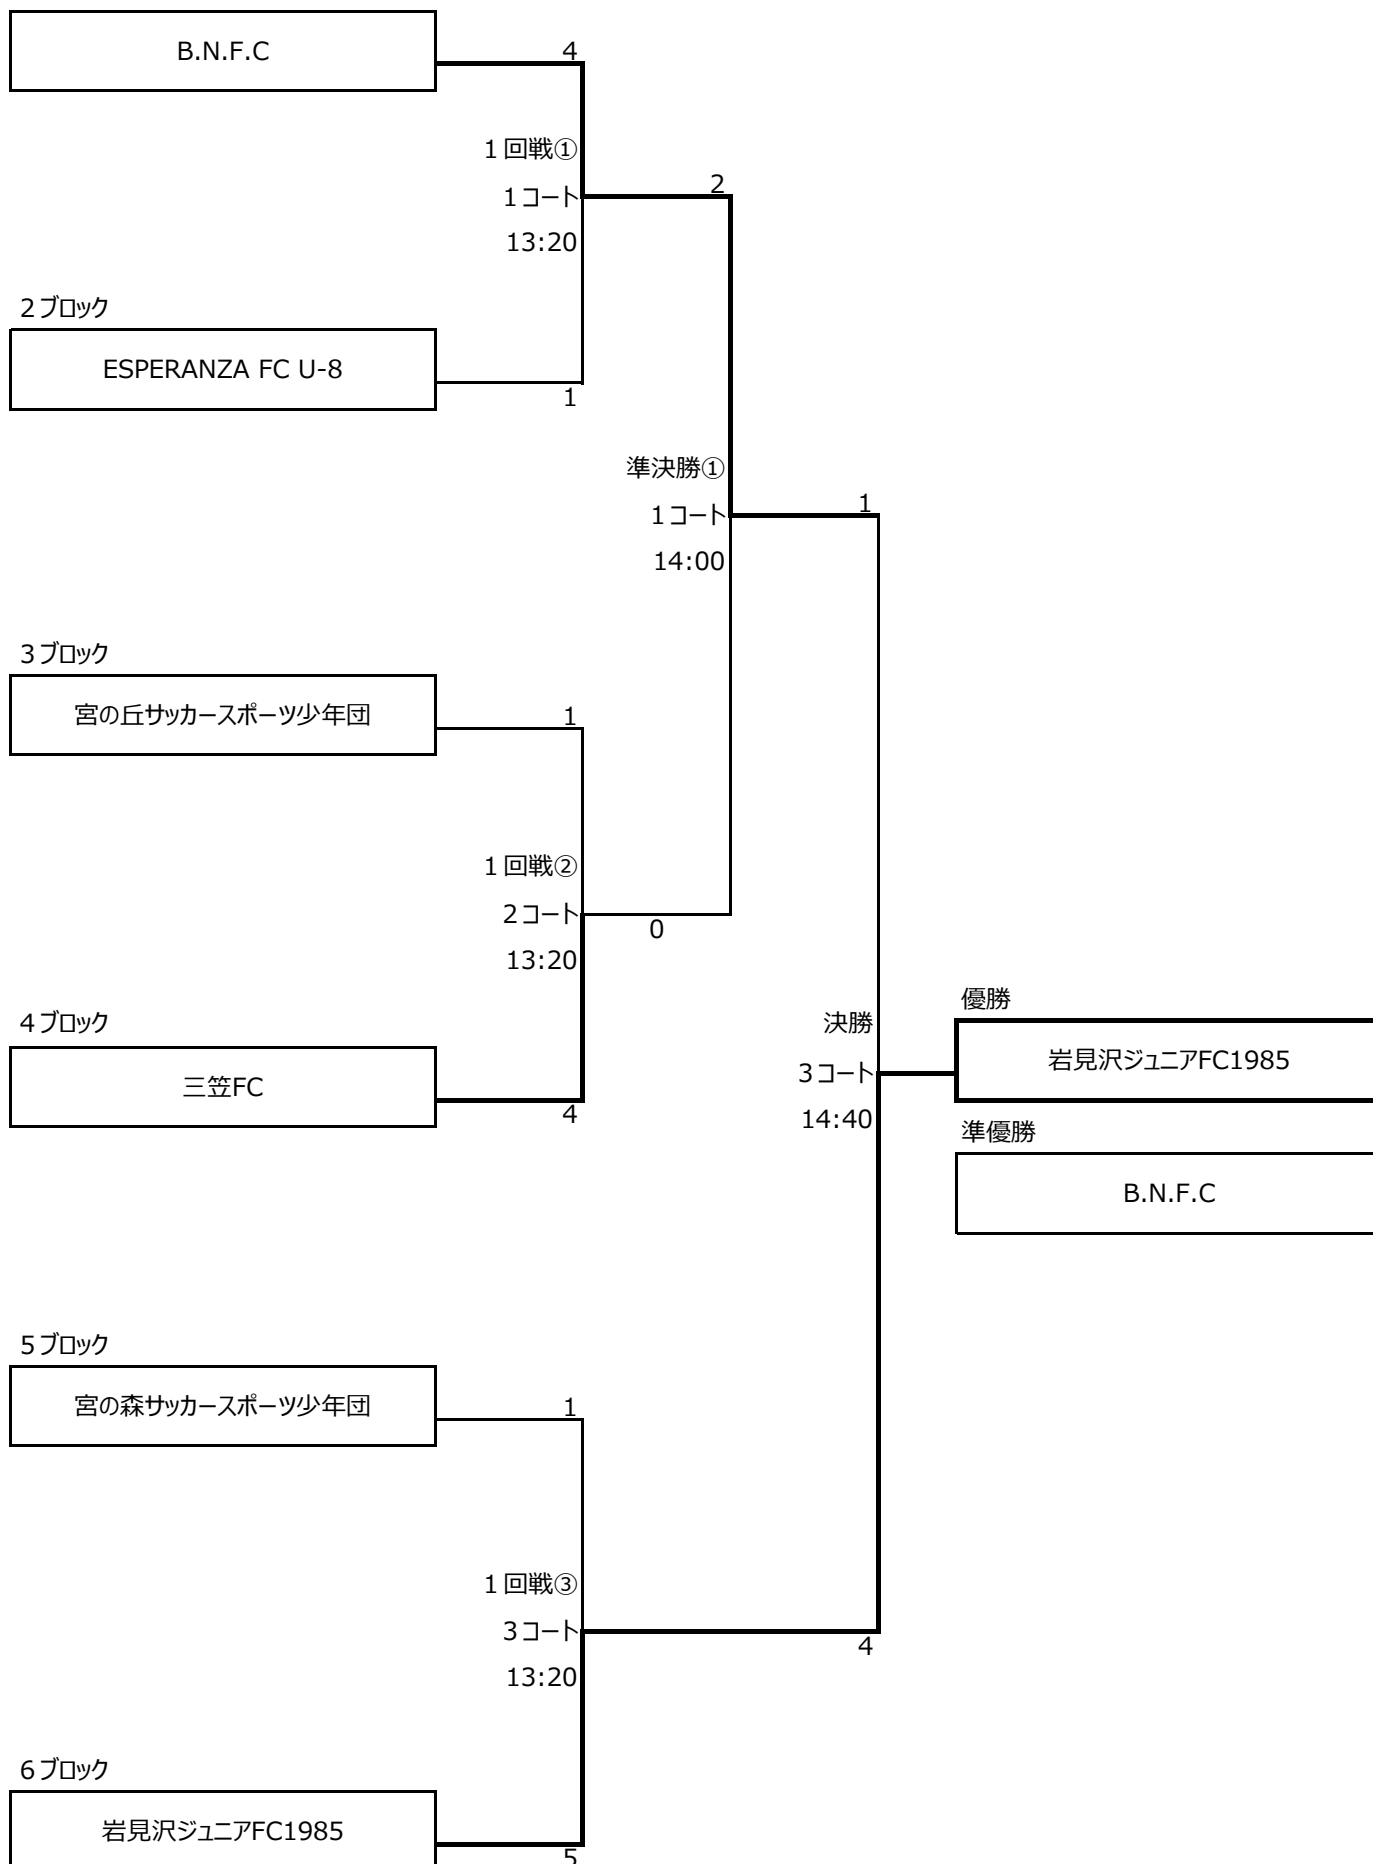 B.N.F.C
4
１回戦①
１コート
13:20
2
２ブロック
ESPERANZA FC U-8
1
準決勝①
１コート
14:00
1
３ブロック
宮の丘サッカースポーツ少年団
1
１回戦②
２コート
13:20
0
４ブロック
三笠FC
4
決勝
３コート
14:40
優勝
岩見沢ジュニアFC1985
準優勝
B.N.F.C
５ブロック
宮の森サッカースポーツ少年団
1
１回戦③
３コート
13:20
4
６ブロック
岩見沢ジュニアFC1985
5